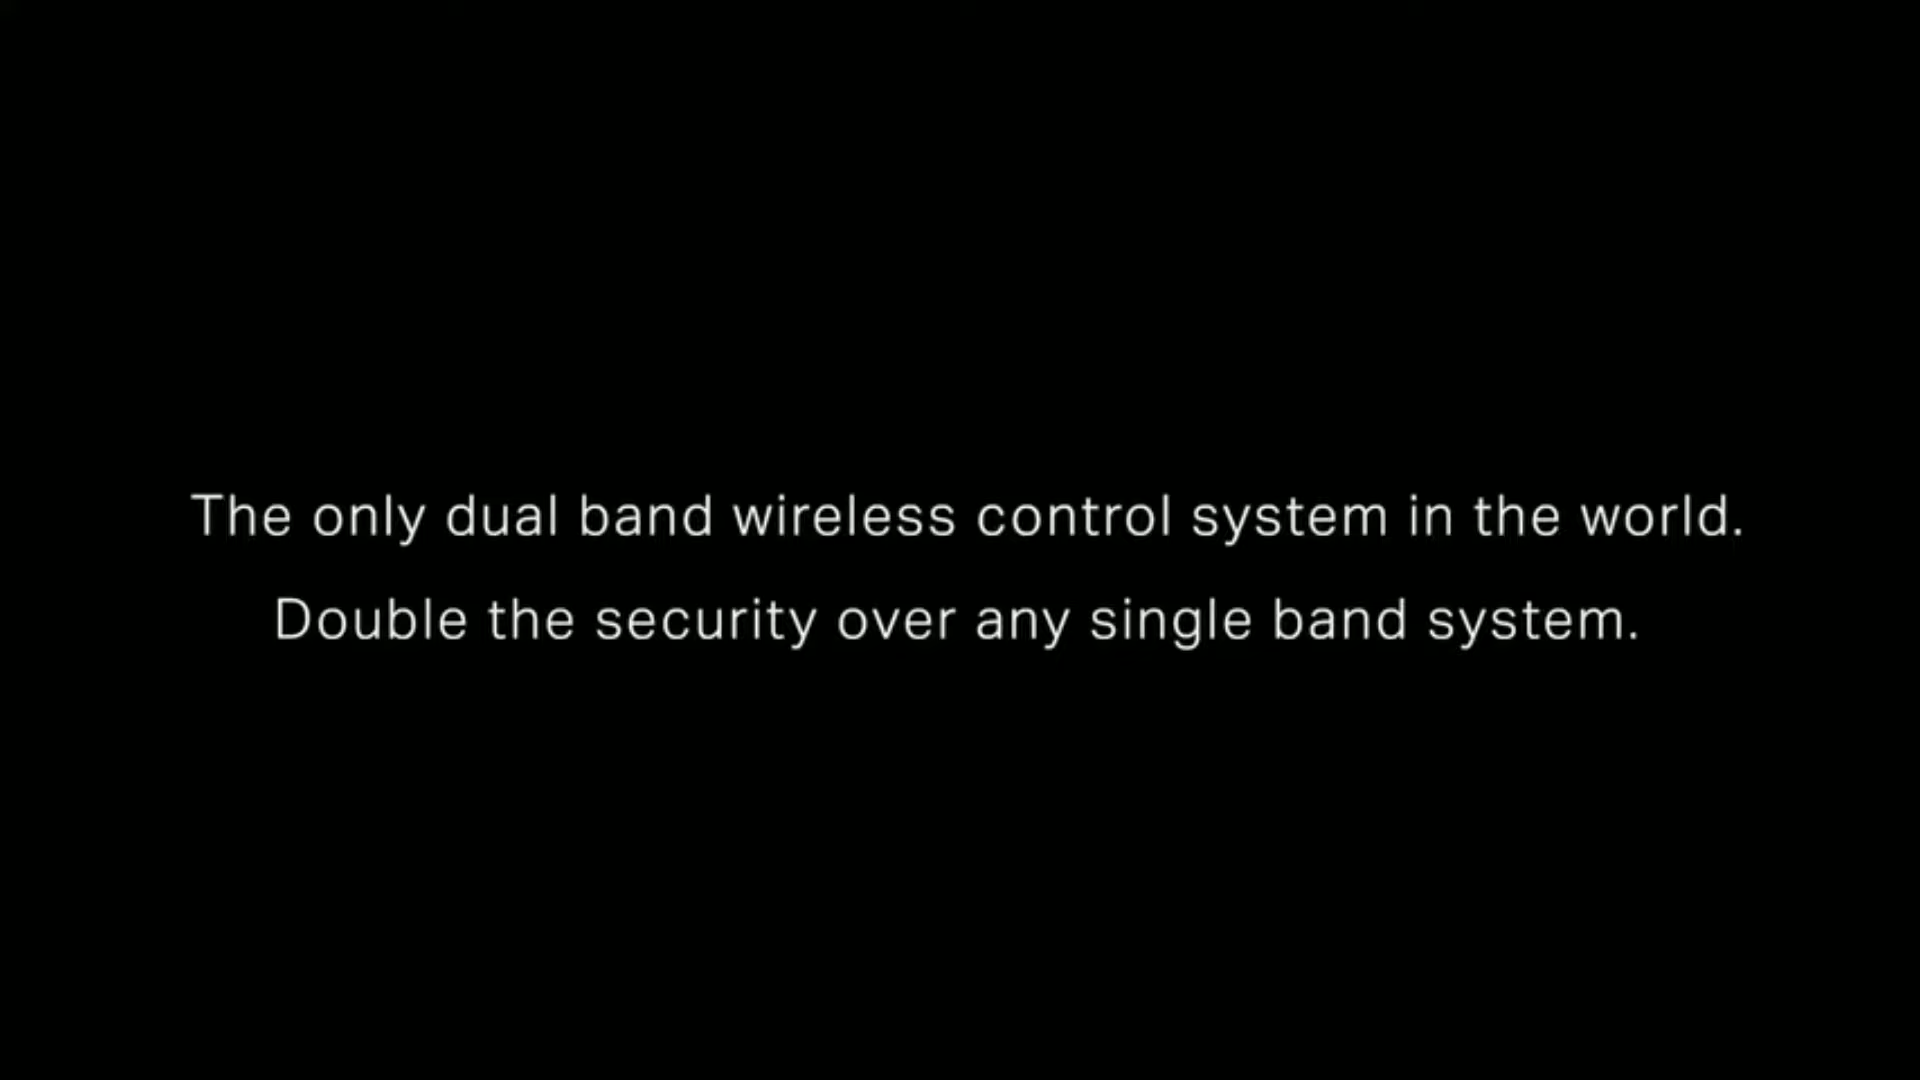 The only dual band wireless control system in the world.
Double the security over any single band system.